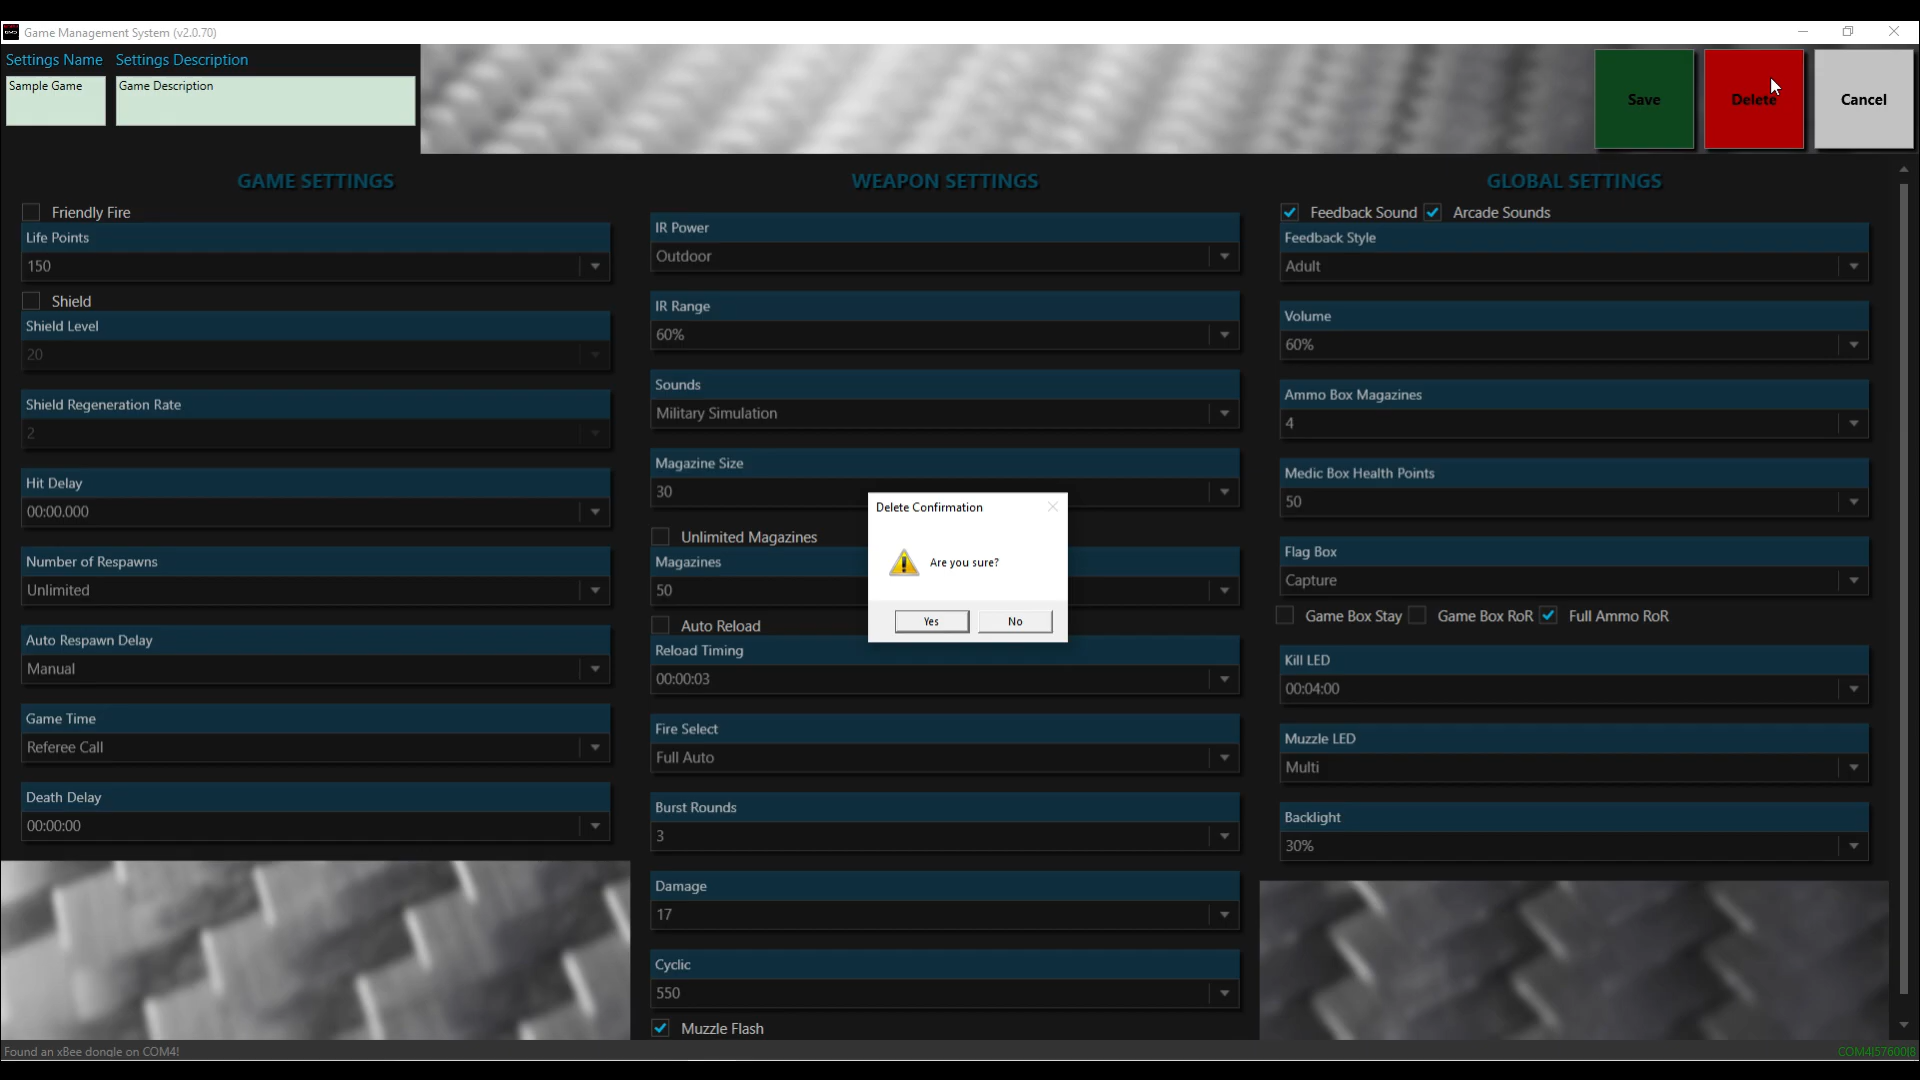 Game Management System (v2.0.70)
Settings Name Settings Description
Sample Game Game Description
Save Delete Cancel
GAME SETTINGS
Friendly Fire
Life Points
150
Shield
Shield Level
20
Shield Regeneration Rate
2
Hit Delay
00:00.000
Number of Respawns
Unlimited
Auto Respawn Delay
Manual
Game Time
Referee Call
Death Delay
00:00:00
WEAPON SETTINGS
IR Power
Outdoor
IR Range
60%
Sounds
Military Simulation
Magazine Size
30
Unlimited Magazines
Magazines
50
Auto Reload
Reload Timing
00:00:03
Fire Select
Full Auto
Burst Rounds
3
Damage
17
Cyclic
550
Muzzle Flash
Delete Confirmation
Are you sure?
Yes No
GLOBAL SETTINGS
Feedback Sound Arcade Sounds
Feedback Style
Adult
Volume
60%
Ammo Box Magazines
4
Medic Box Health Points
50
Flag Box
Capture
Game Box Stay Game Box RoR Full Ammo RoR
Kill LED
00:04:00
Muzzle LED
Multi
Backlight
30%
Found an xBee dongle on COM4!